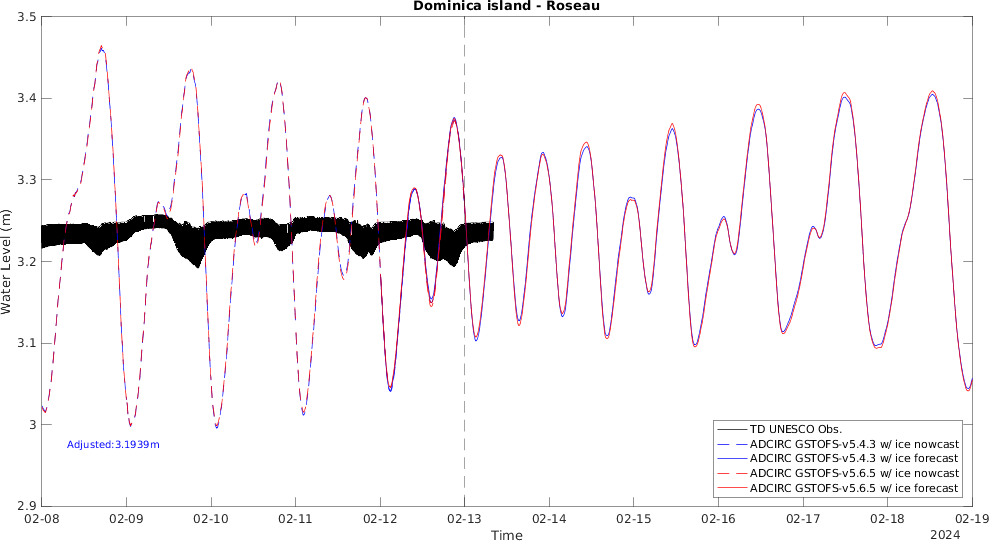 Dominica island - Roseau
3.5
3.4
3.3
3.2
3.1
3
2.9
Water Level (m)
Adjusted:3.1939m
TD UNESCO Obs.
ADCIRC GSTOFS-v5.4.3 w/ ice nowcast
ADCIRC GSTOFS-v5.4.3 w/ ice forecast
ADCIRC GSTOFS-v5.6.5 w/ ice nowcast
ADCIRC GSTOFS-v5.6.5 w/ ice forecast
02-08 02-09 02-10 02-11 02-12 02-13 02-14 02-15 02-16 02-17 02-18 02-19
Time
2024